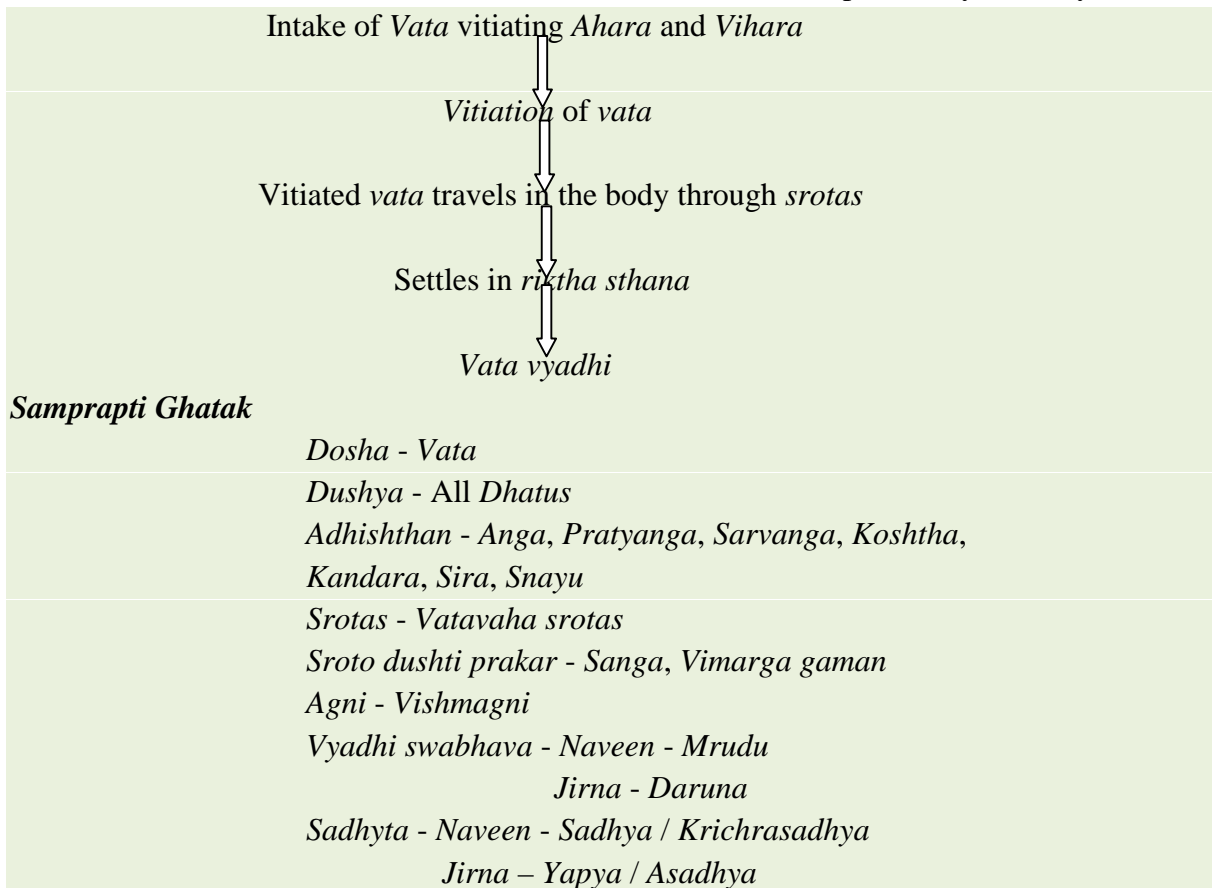 Intake of Vata vitiating Ahara and Vihara
Vitiation of vata
Vitiated vata travels in the body through srotas
Settles in riktha sthana
Vata vyadhi
Samprapti Ghatak
Dosha - Vata
Dushya - All Dhatus
Adhishthan - Anga, Pratyanga, Sarvanga, Koshtha,
Kandara, Sira, Snayu
Srotas - Vatavaha srotas
Sroto dushti prakar - Sanga, Vimarga gaman
Agni - Vishmagni
Vyadhi swabhava - Naveen - Mrudu
Jirna - Daruna
Sadhyta - Naveen - Sadhya / Krichrasadhya
Jirna – Yapya / Asadhya